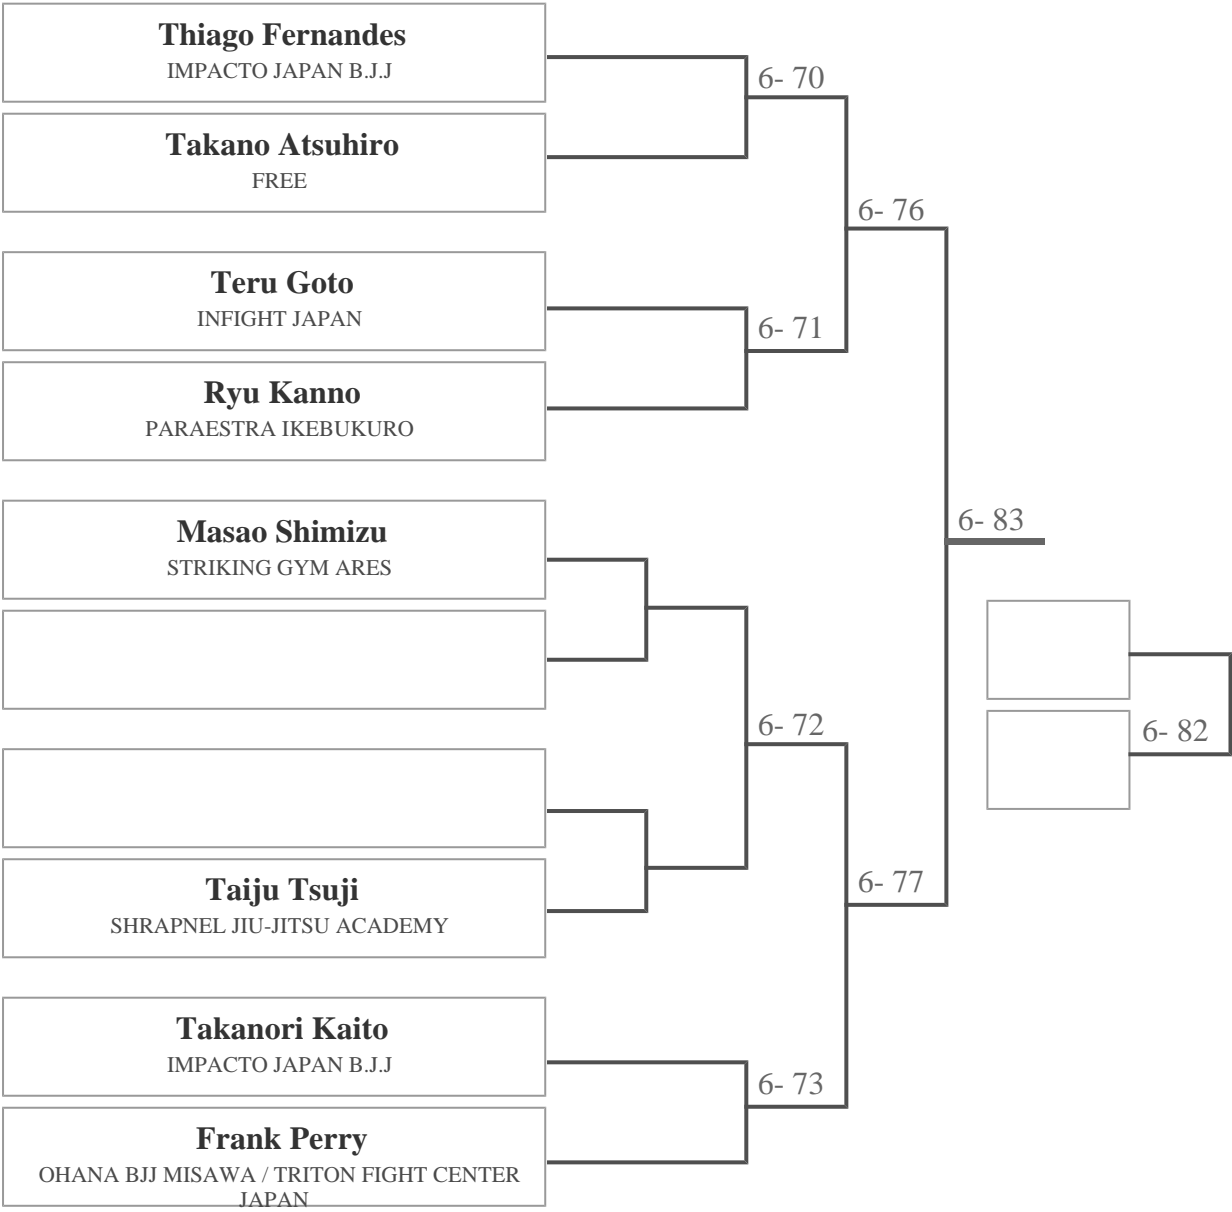 Thiago Fernandes
IMPACTO JAPAN B.J.J
6- 70
Takano Atsuhiro
FREE
6- 76
Teru Goto
INFIGHT JAPAN
6- 71
Ryu Kanno
PARAESTRA IKEBUKURO
6- 83
Masao Shimizu
STRIKING GYM ARES
6- 72
6- 82
Taiju Tsuji
SHRAPNEL JIU-JITSU ACADEMY
6- 77
Takanori Kaito
IMPACTO JAPAN B.J.J
6- 73
Frank Perry
OHANA BJJ MISAWA / TRITON FIGHT CENTER
JAPAN